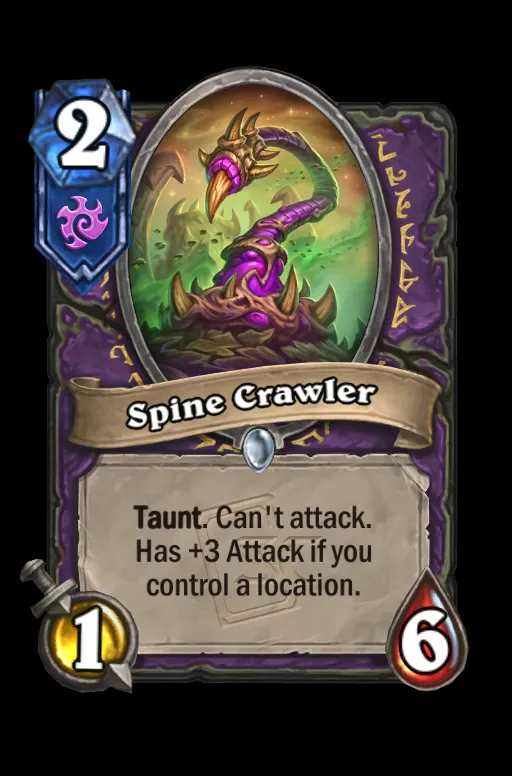 2
Spine Crawler
Taunt. Can't attack.
Has +3 Attack if you
control a location.
1
6